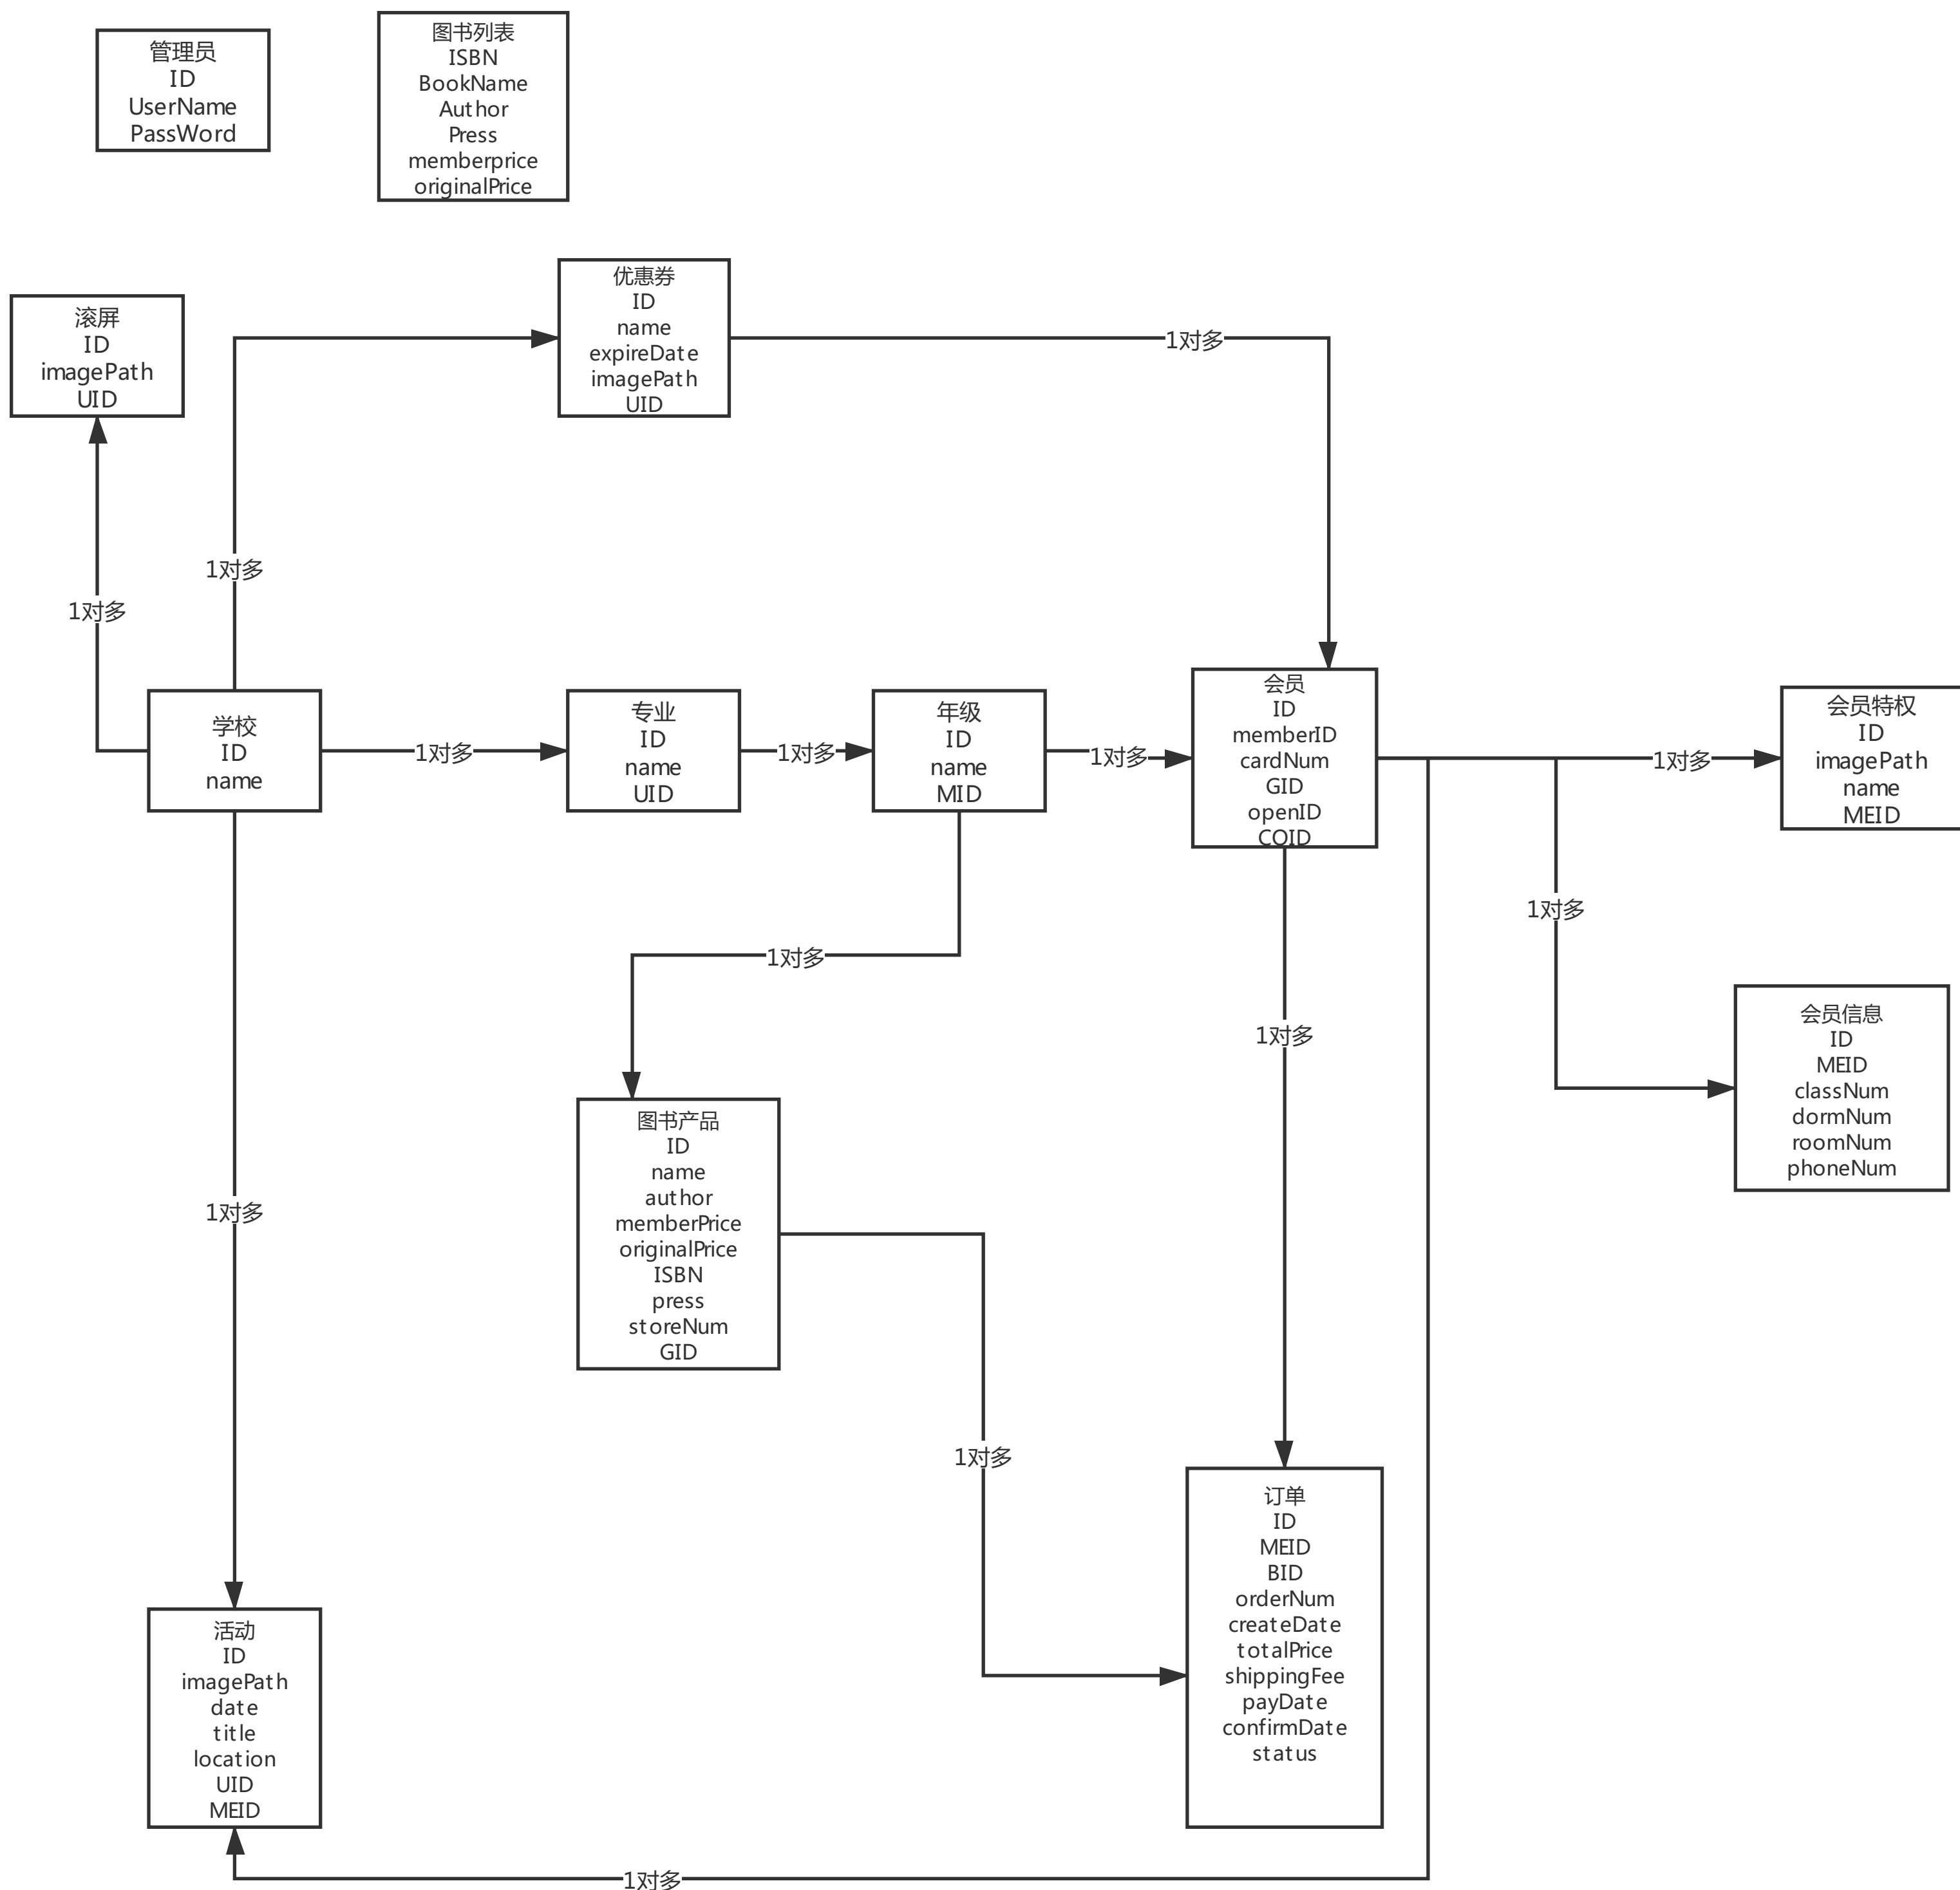 管理员
ID
UserName
PassWord
图书列表
ISBN
BookName
Author
Press
memberprice
originalPrice
滚屏
ID
imagePath
UID
优惠券
ID
name
expireDate
imagePath
UID
1对多
1对多
1对多
学校
ID
name
1对多
专业
ID
name
UID
1对多
年级
ID
name
MID
1对多
会员
ID
memberID
cardNum
GID
openID
COID
1对多
会员特权
ID
imagePath
name
MEID
1对多
1对多
1对多
会员信息
ID
MEID
classNum
dormNum
roomNum
phoneNum
图书产品
ID
name
author
memberPrice
originalPrice
ISBN
press
storeNum
GID
1对多
1对多
订单
ID
MEID
BID
orderNum
createDate
totalPrice
shippingFee
payDate
confirmDate
status
活动
ID
imagePath
date
title
location
UID
MEID
1对多